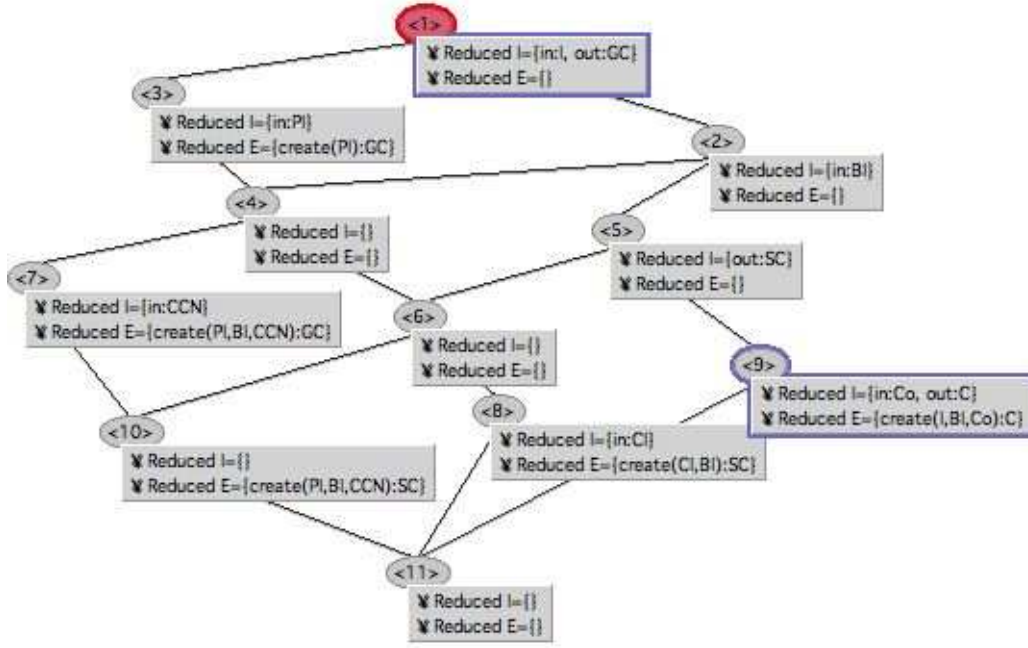 <1>
¥ Reduced I={in:I, out:GC}
¥ Reduced E={}
<3>
¥ Reduced I={in:PI}
¥ Reduced E={create(PI):GC}
<2>
¥ Reduced I={in:BI}
¥ Reduced E={}
<4>
¥ Reduced I={}
¥ Reduced E={}
<5>
¥ Reduced I={out:SC}
¥ Reduced E={}
<7>
¥ Reduced I={in:CCN}
¥ Reduced E={create(PI,BI,CCN):GC}
<6>
¥ Reduced I={}
¥ Reduced E={}
<9>
¥ Reduced I={in:Co, out:C}
¥ Reduced E={create(I,BI,Co):C}
<8>
¥ Reduced I={in:CI}
¥ Reduced E={create(CI,BI):SC}
<10>
¥ Reduced I={}
¥ Reduced E={create(PI,BI,CCN):SC}
<11>
¥ Reduced I={}
¥ Reduced E={}